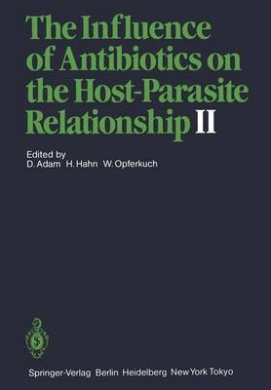 The Influence
of Antibiotics on
the Host-Parasite
Relationship II
Edited by
D. Adam H. Hahn W. Opferkuch
Springer-Verlag Berlin Heidelberg New York Tokyo